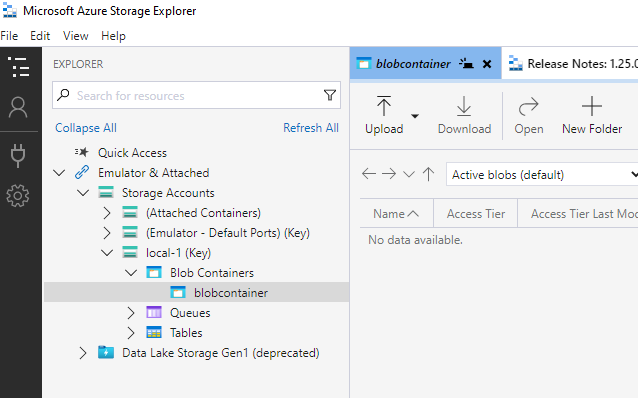 Microsoft Azure Storage Explorer
File Edit View Help
EXPLORER
Search for resources
Collapse All Refresh All
Quick Access
Emulator & Attached
Storage Accounts
(Attached Containers)
(Emulator - Default Ports) (Key)
local-1 (Key)
Blob Containers
blobcontainer
Queues
Tables
Data Lake Storage Gen1 (deprecated)
blobcontainer
Release Notes: 1.25.0
Upload Download Open New Folder
Active blobs (default)
Name Access Tier Access Tier Last Mod
No data available.